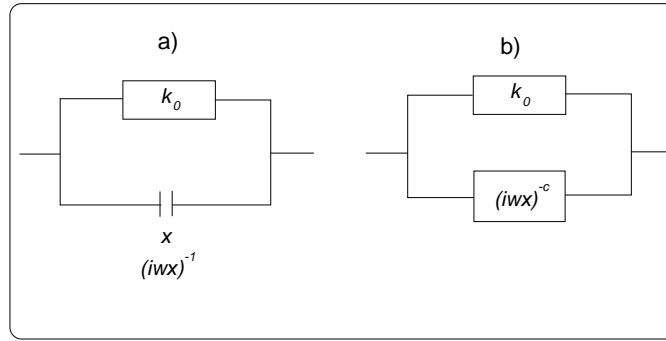 a)
k₀
x
(iwx)⁻¹
b)
k₀
(iwx)⁻ᶜ